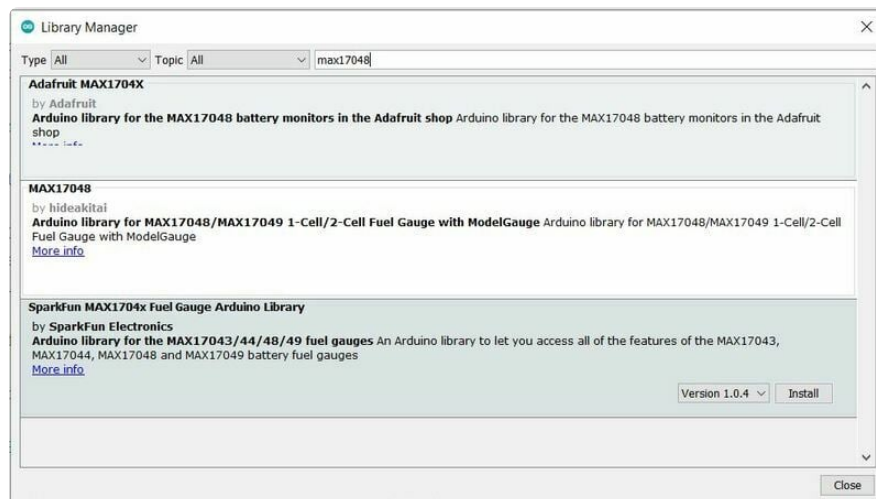 Library Manager
Type All Topic All max17048
Adafruit MAX1704X
by Adafruit
Arduino library for the MAX17048 battery monitors in the Adafruit shop Arduino library for the MAX17048 battery monitors in the Adafruit
shop
More info
MAX17048
by hideakitai
Arduino library for MAX17048/MAX17049 1-Cell/2-Cell Fuel Gauge with ModelGauge Arduino library for MAX17048/MAX17049 1-Cell/2-Cell
Fuel Gauge with ModelGauge
More info
SparkFun MAX1704x Fuel Gauge Arduino Library
by SparkFun Electronics
Arduino library for the MAX17043/44/48/49 fuel gauges An Arduino library to let you access all of the features of the MAX17043,
MAX17044, MAX17048 and MAX17049 battery fuel gauges
More info
Version 1.0.4 Install
Close